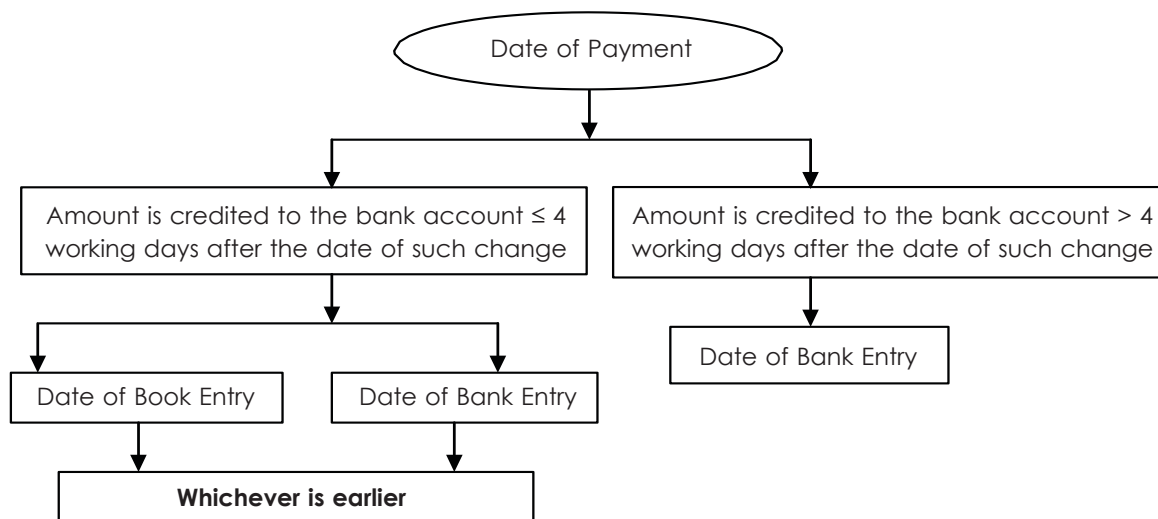 Date of Payment
Amount is credited to the bank account ≤ 4
working days after the date of such change
Amount is credited to the bank account > 4
working days after the date of such change
Date of Bank Entry
Date of Book Entry
Date of Bank Entry
Whichever is earlier